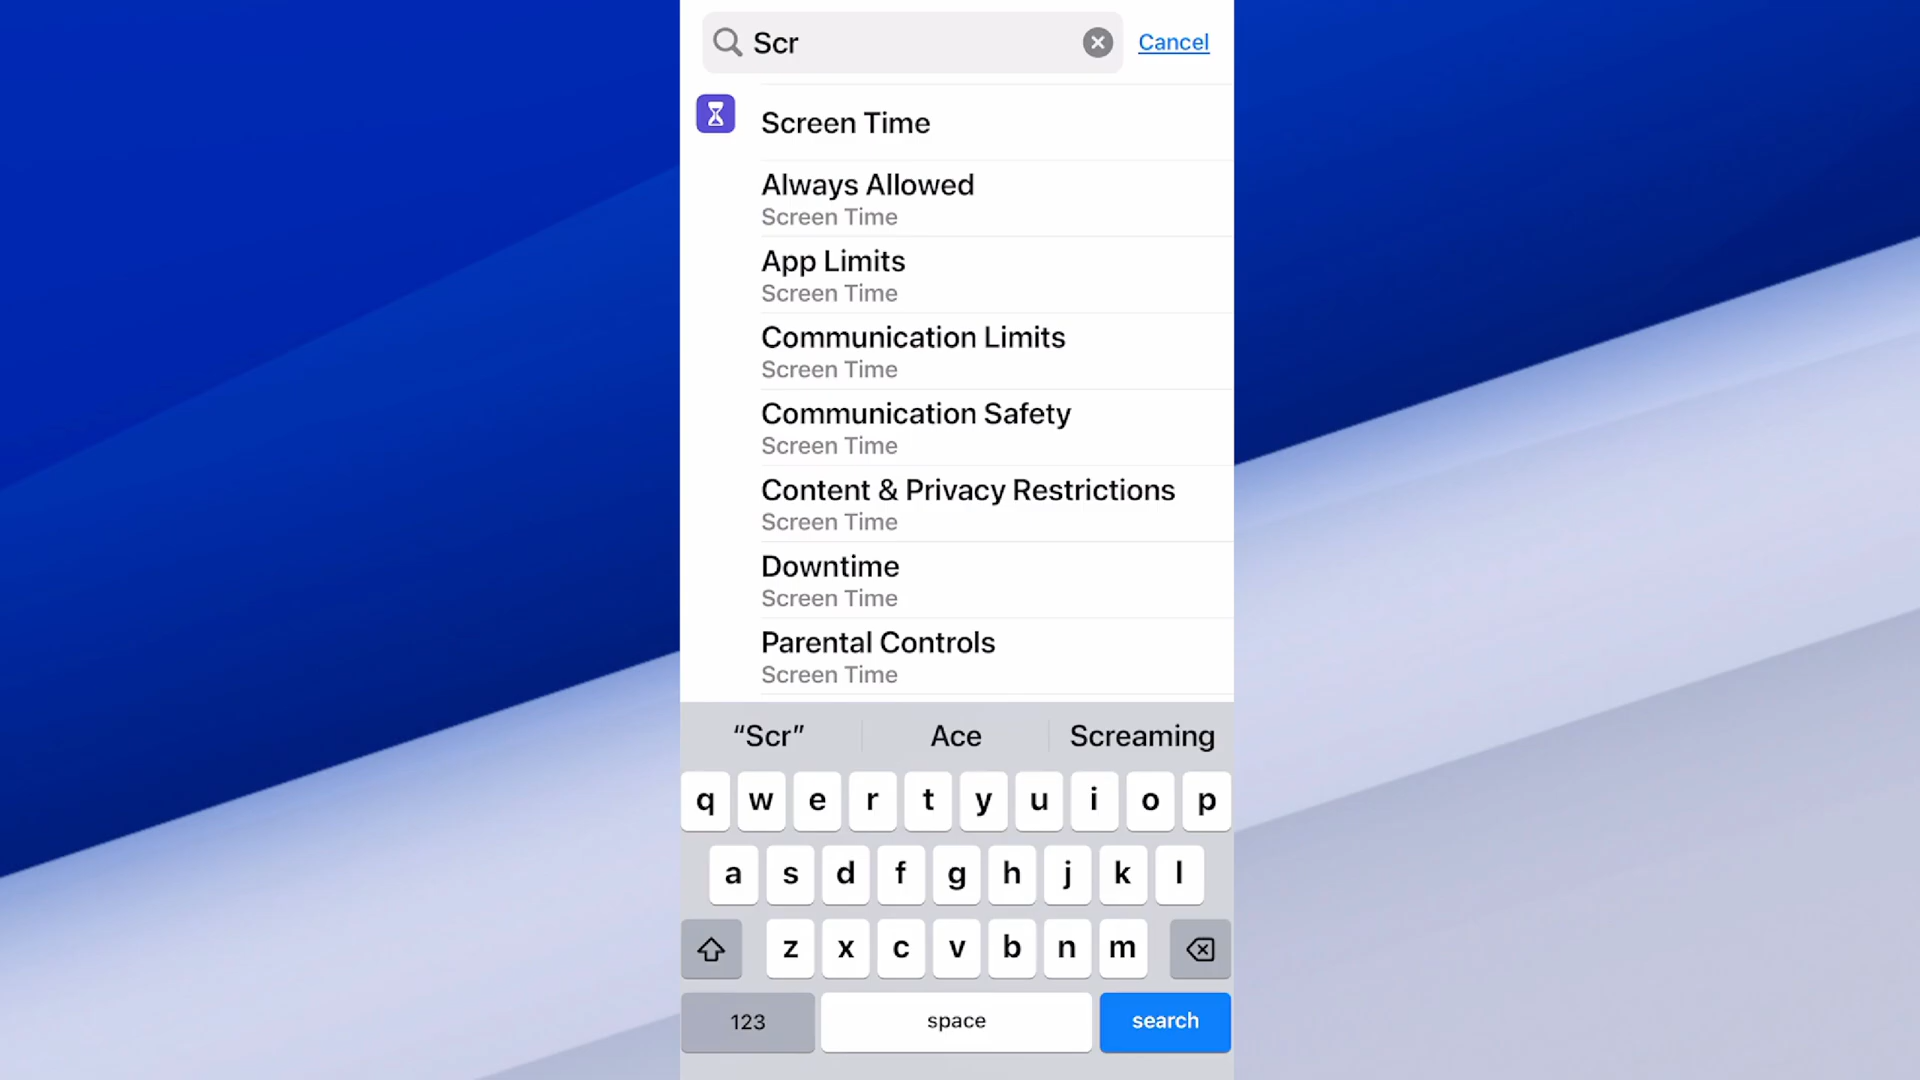 Scr
Cancel
Screen Time
Always Allowed
Screen Time
App Limits
Screen Time
Communication Limits
Screen Time
Communication Safety
Screen Time
Content & Privacy Restrictions
Screen Time
Downtime
Screen Time
Parental Controls
Screen Time
“Scr” Ace Screaming
q w e r t y u i o p
a s d f g h j k l
z x c v b n m
123 space search